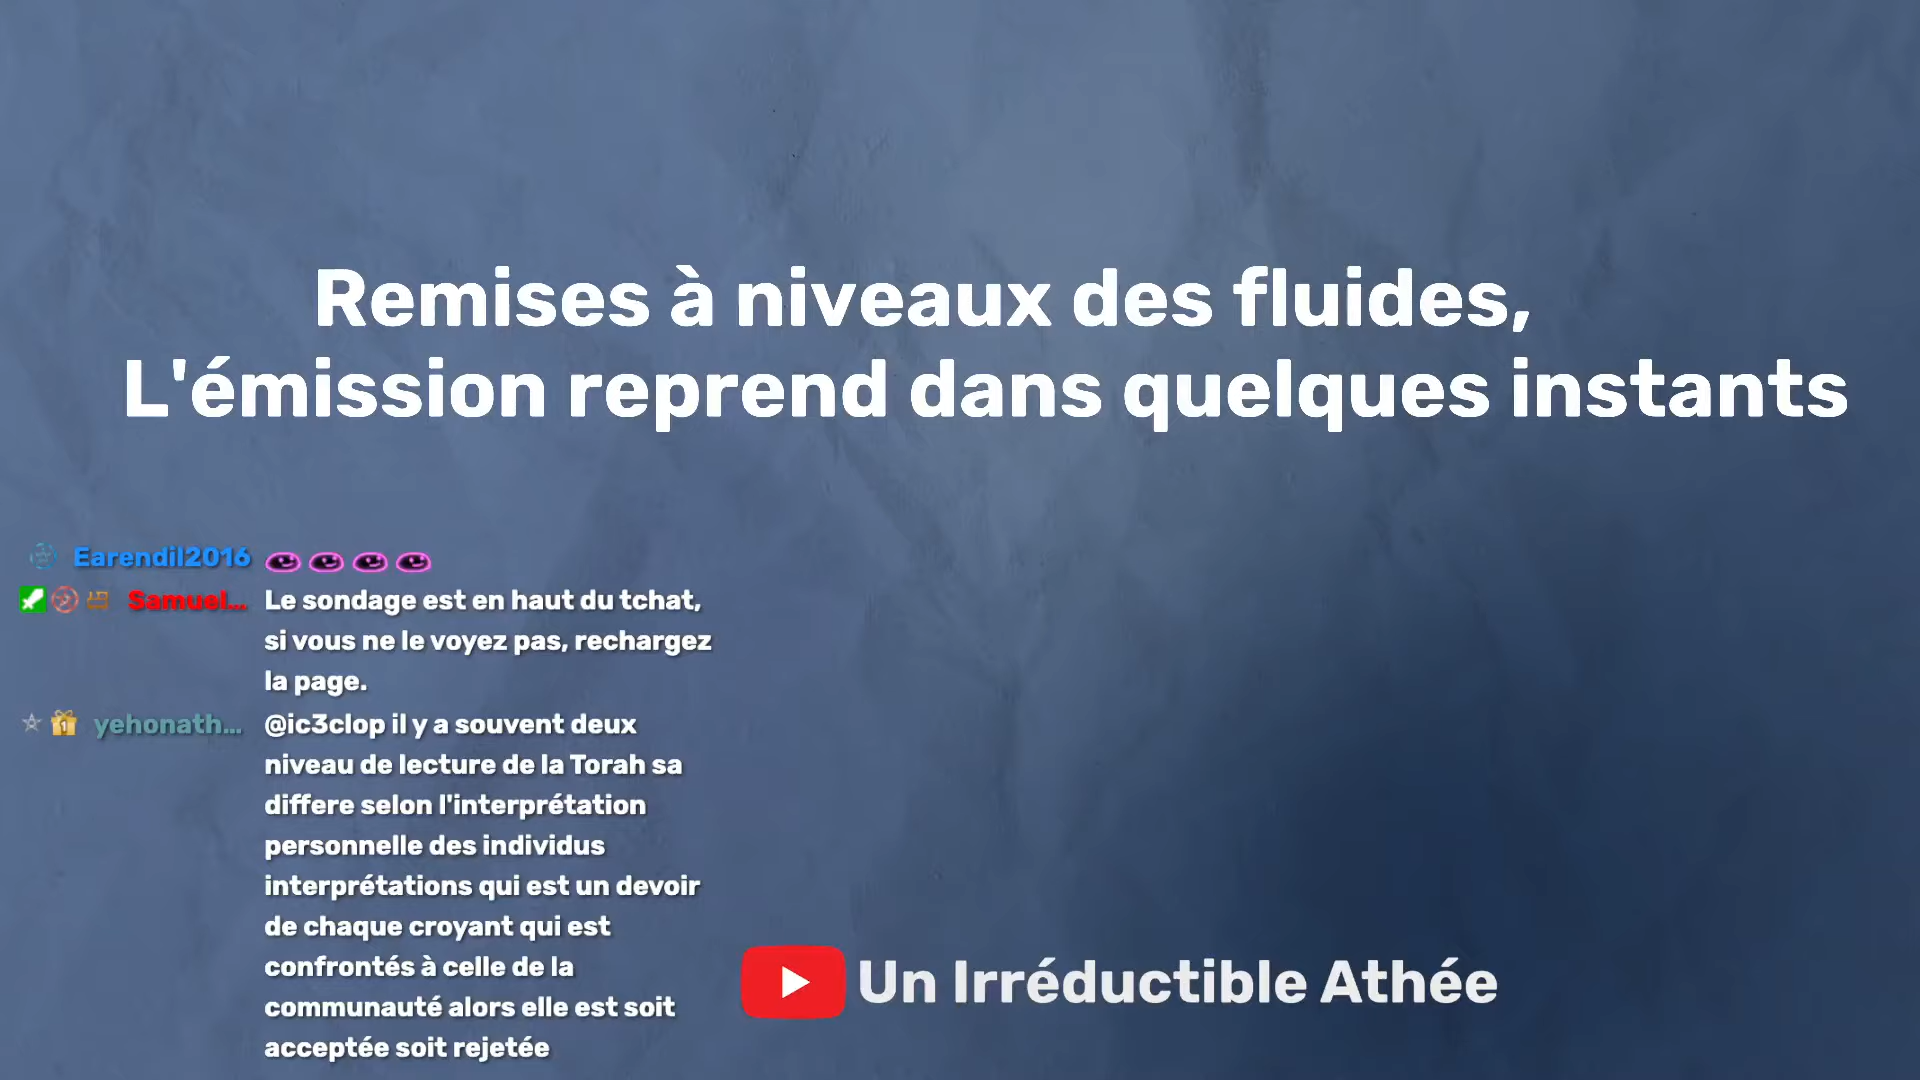 Remises à niveaux des fluides,
L'émission reprend dans quelques instants
Earendil2016
Samuel... Le sondage est en haut du tchat,
si vous ne le voyez pas, rechargez
la page.
1 yehonath... @ic3clop il y a souvent deux
niveau de lecture de la Torah sa
differe selon l'interprétation
personnelle des individus
interprétations qui est un devoir
de chaque croyant qui est
confrontés à celle de la
communauté alors elle est soit
acceptée soit rejetée
Un Irréductible Athée